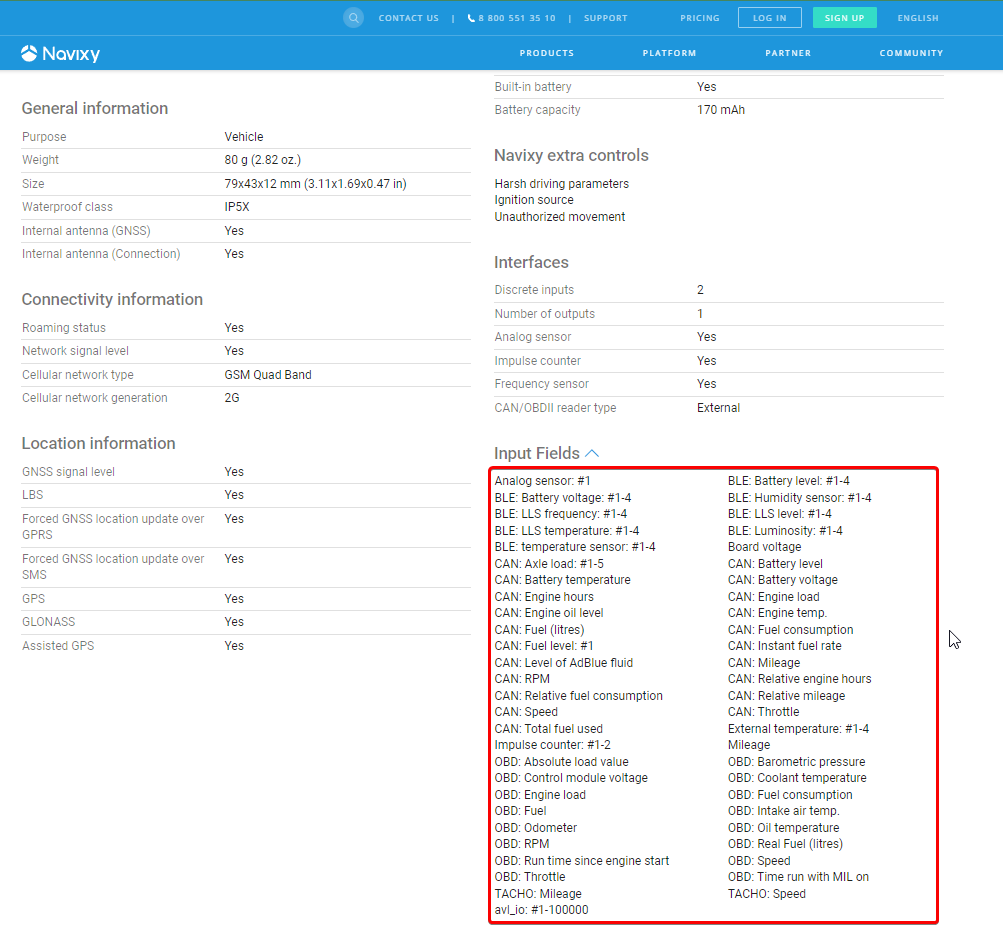 CONTACT US | 8 800 551 35 10 | SUPPORT PRICING LOG IN SIGN UP ENGLISH
Navixy PRODUCTS PLATFORM PARTNER COMMUNITY
General information
Purpose Vehicle
Weight 80 g (2.82 oz.)
Size 79x43x12 mm (3.11x1.69x0.47 in)
Waterproof class IP5X
Internal antenna (GNSS) Yes
Internal antenna (Connection) Yes
Connectivity information
Roaming status Yes
Network signal level Yes
Cellular network type GSM Quad Band
Cellular network generation 2G
Location information
GNSS signal level Yes
LBS Yes
Forced GNSS location update over Yes
GPRS
Forced GNSS location update over Yes
SMS
GPS Yes
GLONASS Yes
Assisted GPS Yes
Built-in battery Yes
Battery capacity 170 mAh
Navixy extra controls
Harsh driving parameters
Ignition source
Unauthorized movement
Interfaces
Discrete inputs 2
Number of outputs 1
Analog sensor Yes
Impulse counter Yes
Frequency sensor Yes
CAN/OBDII reader type External
Input Fields
Analog sensor: #1 BLE: Battery level: #1-4
BLE: Battery voltage: #1-4 BLE: Humidity sensor: #1-4
BLE: LLS frequency: #1-4 BLE: LLS level: #1-4
BLE: LLS temperature: #1-4 BLE: Luminosity: #1-4
BLE: temperature sensor: #1-4 Board voltage
CAN: Axle load: #1-5 CAN: Battery level
CAN: Battery temperature CAN: Battery voltage
CAN: Engine hours CAN: Engine load
CAN: Engine oil level CAN: Engine temp.
CAN: Fuel (litres) CAN: Fuel consumption
CAN: Fuel level: #1 CAN: Instant fuel rate
CAN: Level of AdBlue fluid CAN: Mileage
CAN: RPM CAN: Relative engine hours
CAN: Relative fuel consumption CAN: Relative mileage
CAN: Speed CAN: Throttle
CAN: Total fuel used External temperature: #1-4
Impulse counter: #1-2 Mileage
OBD: Absolute load value OBD: Barometric pressure
OBD: Control module voltage OBD: Coolant temperature
OBD: Engine load OBD: Fuel consumption
OBD: Fuel OBD: Intake air temp.
OBD: Odometer OBD: Oil temperature
OBD: RPM OBD: Real Fuel (litres)
OBD: Run time since engine start OBD: Speed
OBD: Throttle OBD: Time run with MIL on
TACHO: Mileage TACHO: Speed
avl_io: #1-100000